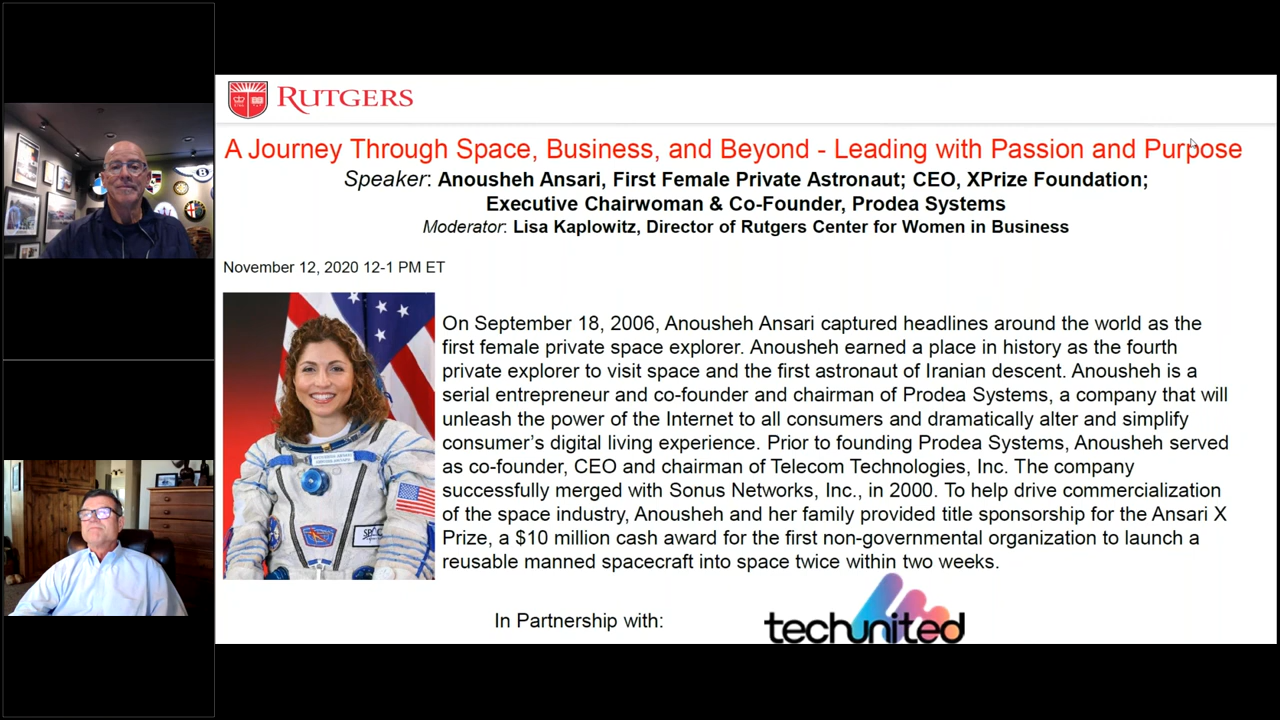 RUTGERS
A Journey Through Space, Business, and Beyond - Leading with Passion and Purpose
Speaker: Anousheh Ansari, First Female Private Astronaut; CEO, XPrize Foundation;
Executive Chairwoman & Co-Founder, Prodea Systems
Moderator: Lisa Kaplowitz, Director of Rutgers Center for Women in Business
November 12, 2020 12-1 PM ET
On September 18, 2006, Anousheh Ansari captured headlines around the world as the
first female private space explorer. Anousheh earned a place in history as the fourth
private explorer to visit space and the first astronaut of Iranian descent. Anousheh is a
serial entrepreneur and co-founder and chairman of Prodea Systems, a company that will
unleash the power of the Internet to all consumers and dramatically alter and simplify
consumer's digital living experience. Prior to founding Prodea Systems, Anousheh served
as co-founder, CEO and chairman of Telecom Technologies, Inc. The company
successfully merged with Sonus Networks, Inc., in 2000. To help drive commercialization
of the space industry, Anousheh and her family provided title sponsorship for the Ansari X
Prize, a $10 million cash award for the first non-governmental organization to launch a
reusable manned spacecraft into space twice within two weeks.
In Partnership with:
techunited